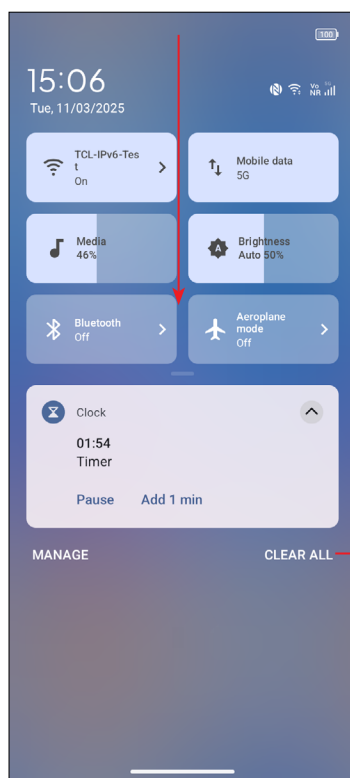 100
15:06
Vo 5G
NR
Tue, 11/03/2025
TCL-IPv6-Tes
t
On
Mobile data
5G
Media
46%
A
Brightness
Auto 50%
Bluetooth
Off
Aeroplane
mode
Off
Clock
01:54
Timer
Pause Add 1 min
MANAGE CLEAR ALL